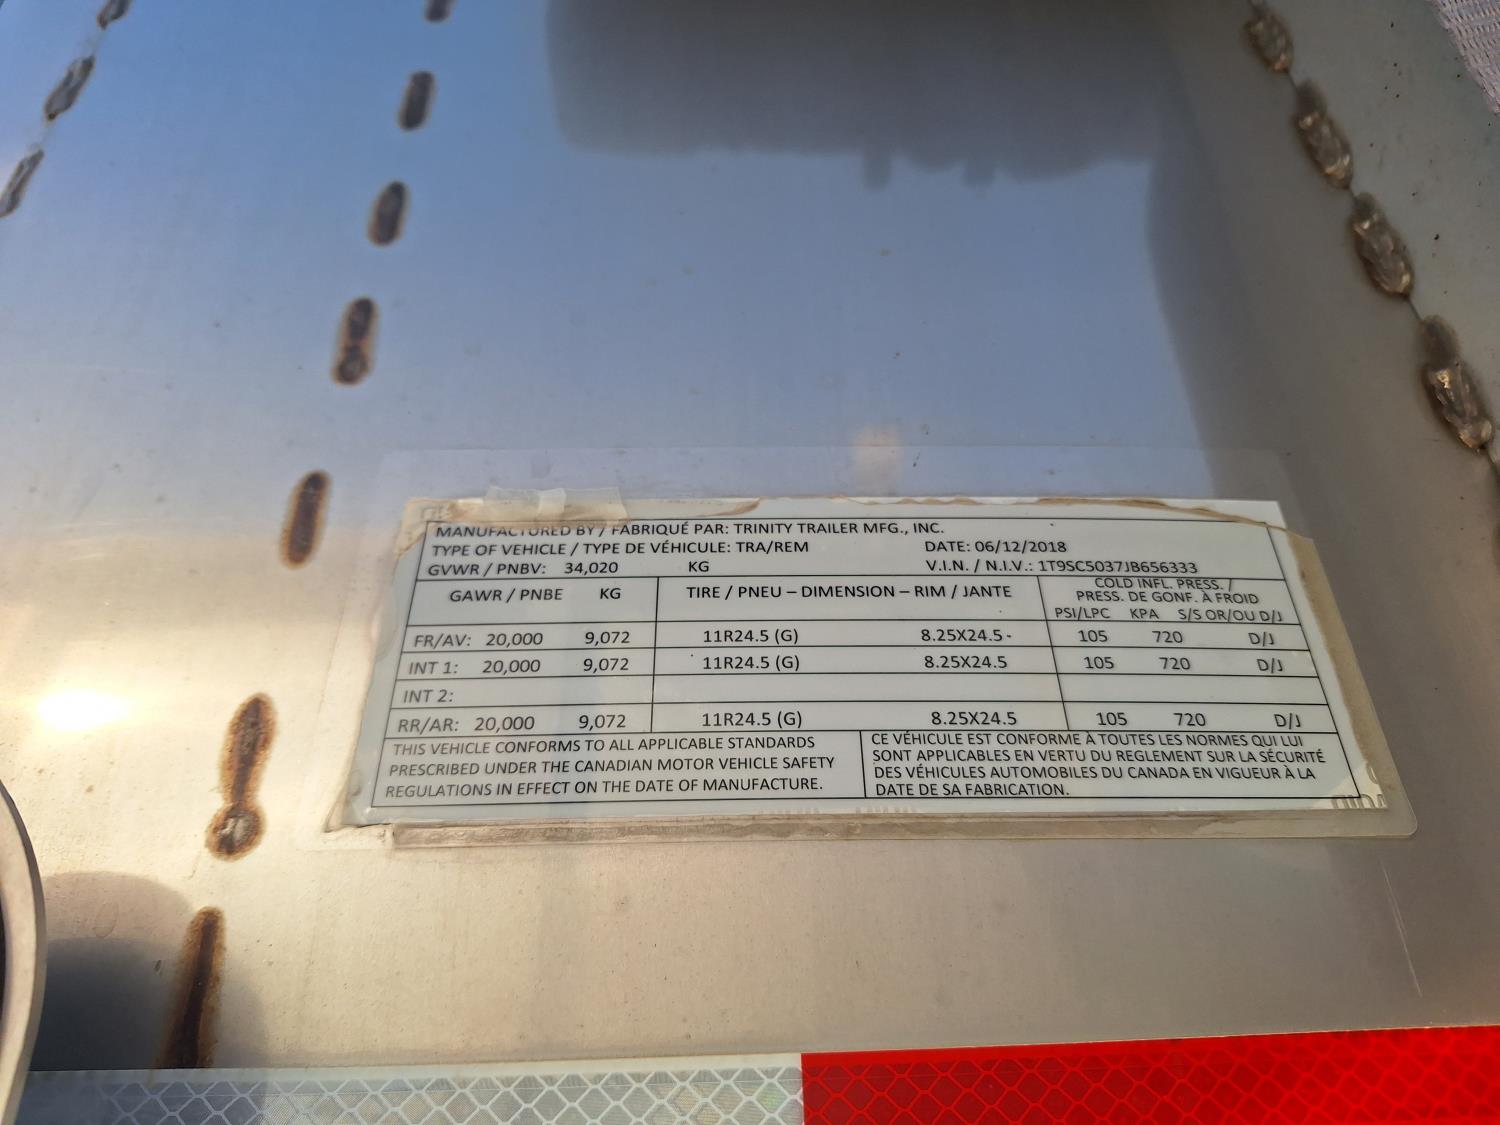 MANUFACTURED BY / FABRIQUÉ PAR: TRINITY TRAILER MFG., INC.
TYPE OF VEHICLE / TYPE DE VÉHICULE: TRA/REM DATE: 06/12/2018
GVWR / PNBV: 34,020 KG V.I.N. / N.I.V.: 1T9SC5037JB656333
GAWR / PNBE KG TIRE / PNEU – DIMENSION – RIM / JANTE COLD INFL. PRESS. /
PRESS. DE GONF. À FROID
PSI/LPC KPA S/S OR/OU D/J
FR/AV: 20,000 9,072 11R24.5 (G) 8.25X24.5 105 720 D/J
INT 1: 20,000 9,072 11R24.5 (G) 8.25X24.5 105 720 D/J
INT 2:
RR/AR: 20,000 9,072 11R24.5 (G) 8.25X24.5 105 720 D/J
THIS VEHICLE CONFORMS TO ALL APPLICABLE STANDARDS
PRESCRIBED UNDER THE CANADIAN MOTOR VEHICLE SAFETY
REGULATIONS IN EFFECT ON THE DATE OF MANUFACTURE.
CE VÉHICULE EST CONFORME À TOUTES LES NORMES QUI LUI
SONT APPLICABLES EN VERTU DU REGLEMENT SUR LA SÉCURITÉ
DES VÉHICULES AUTOMOBILES DU CANADA EN VIGUEUR À LA
DATE DE SA FABRICATION.